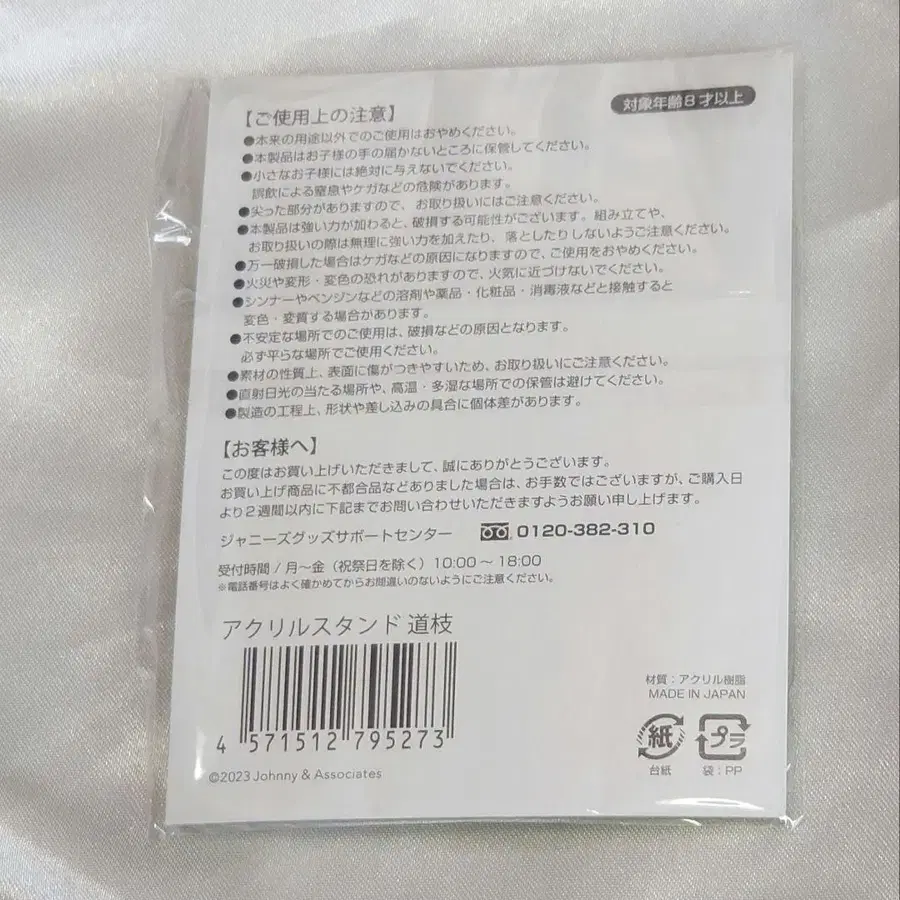 対象年齢8才以上
【ご使用上の注意】
●本来の用途以外でのご使用はおやめください。
●本製品はお子様の手の届かないところに保管してください。
●小さなお子様には絶対に与えないでください。
誤飲による窒息やケガなどの危険があります。
●尖った部分がありますので、お取り扱いにはご注意ください。
●本製品は強い力が加わると、破損する可能性がございます。組み立てや、
お取り扱いの際は無理に強い力を加えたり、落としたりしないようご注意ください。
●万一破損した場合はケガなどの原因になりますので、ご使用をおやめください。
●火災や変形・変色の恐れがありますので、火気に近づけないでください。
●シンナーやベンジンなどの溶剤や薬品・化粧品・消毒液などと接触すると
変色・変質する場合があります。
●不安定な場所でのご使用は、破損などの原因となります。
必ず平らな場所でご使用ください。
●素材の性質上、表面に傷がつきやすいため、お取り扱いにご注意ください。
●直射日光の当たる場所や、高温・多湿な場所での保管は避けてください。
●製造の工程上、形状や差し込みの具合に個体差があります。
【お客様へ】
この度はお買い上げいただきまして、誠にありがとうございます。
お買い上げ商品に不都合品などありました場合は、お手数ではございますが、ご購入日
より2週間以内に下記までお問い合わせいただきますようお願い申し上げます。
ジャニーズグッズサポートセンター 0120-382-310
受付時間/月〜金（祝祭日を除く）10:00〜18:00
※電話番号はよく確かめてからお間違いのないようにご注意ください。
アクリルスタンド 道枝
4 571512 795273
©2023 Johnny & Associates
材質：アクリル樹脂
MADE IN JAPAN
紙 プラ
台紙 袋：PP